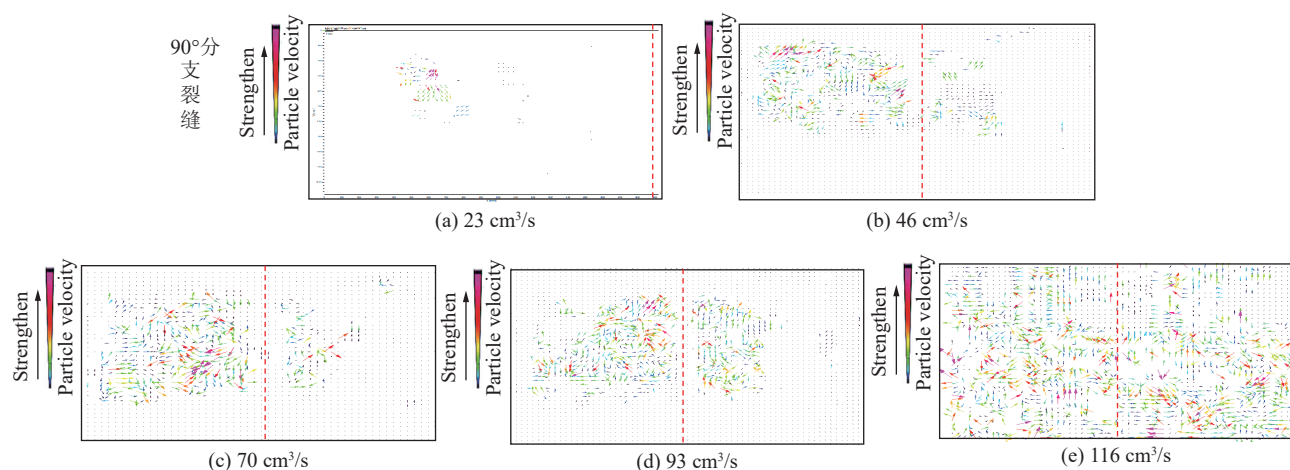 90°分
支
裂
缝
Strengthen
Particle velocity
(a) 23 cm³/s
Strengthen
Particle velocity
(b) 46 cm³/s
Strengthen
Particle velocity
(c) 70 cm³/s
Strengthen
Particle velocity
(d) 93 cm³/s
Strengthen
Particle velocity
(e) 116 cm³/s